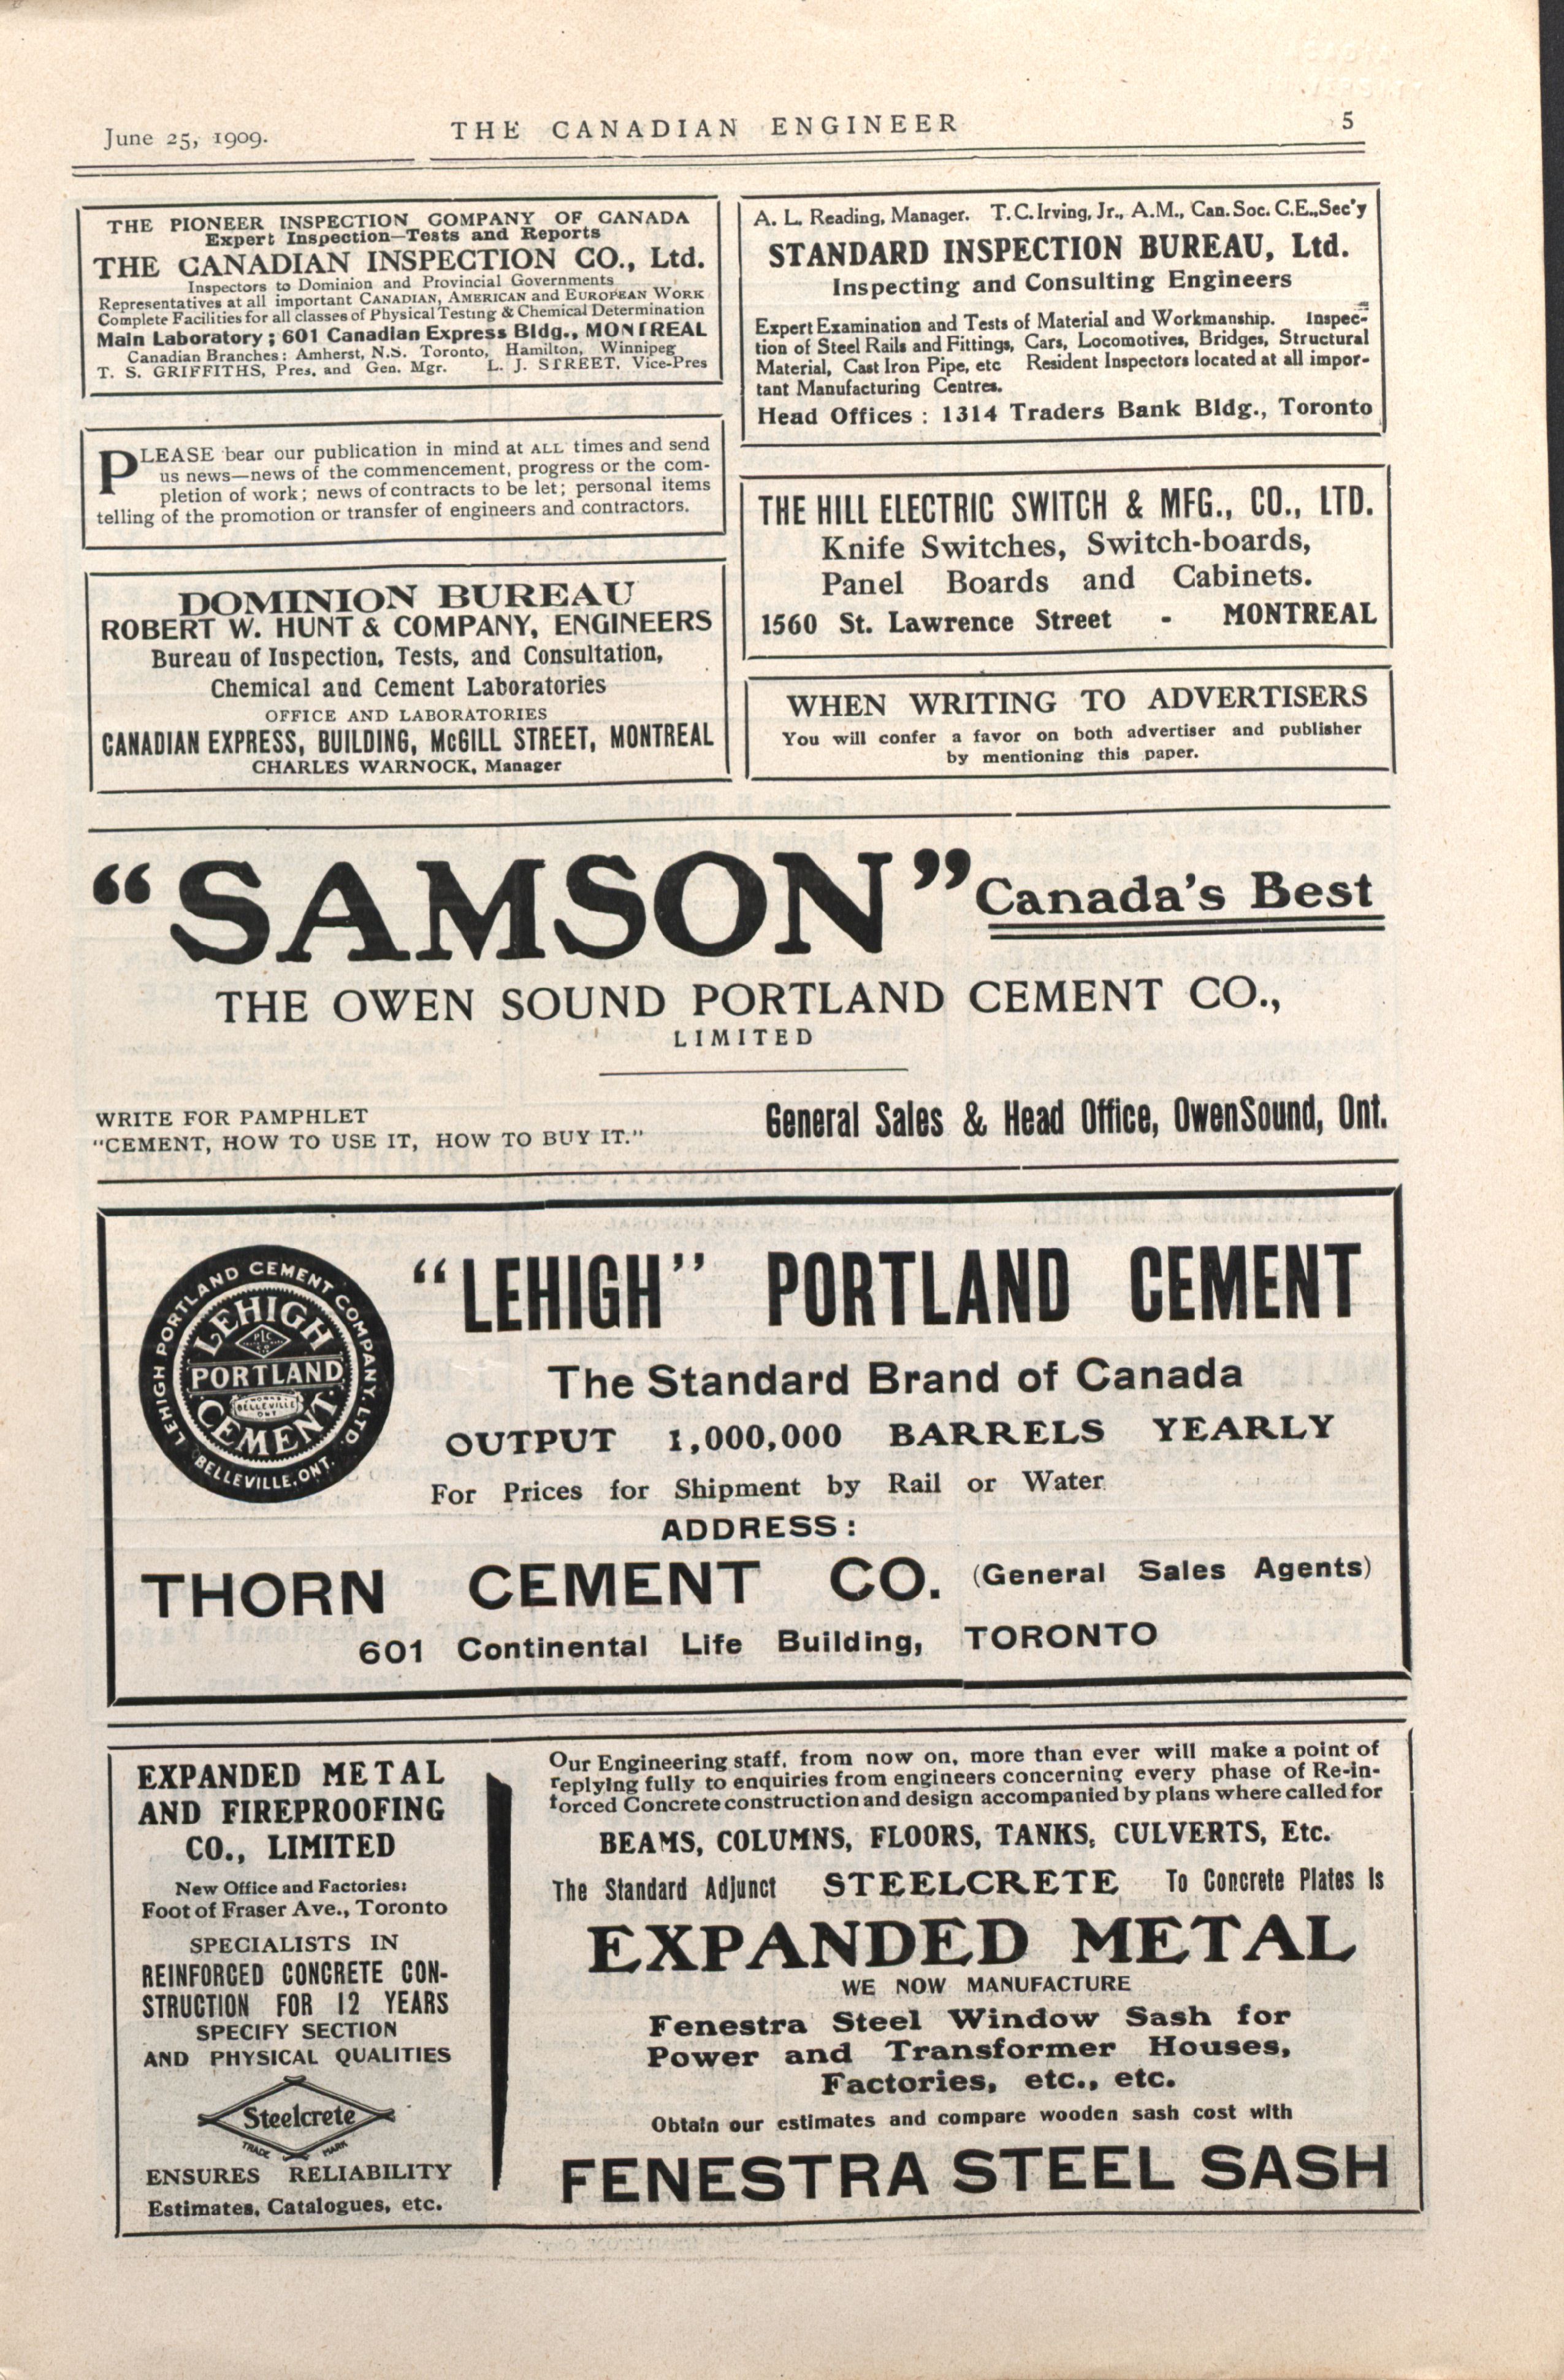 June 25, 1909.
THE CANADIAN ENGINEER
5
THE PIONEER INSPECTION COMPANY OF CANADA
Expert Inspection—Tests and Reports
THE CANADIAN INSPECTION CO., Ltd.
Inspectors to Dominion and Provincial Governments
Representatives at all important CANADIAN, AMERICAN and EUROPEAN WORK
Complete Facilities for all classes of Physical Testing & Chemical Determination
Main Laboratory; 601 Canadian Express Bldg., MONTREAL
Canadian Branches: Amherst, N.S. Toronto, Hamilton, Winnipeg
T. S. GRIFFITHS, Pres. and Gen. Mgr. L. J. STREET, Vice-Pres
PLEASE bear our publication in mind at ALL times and send
us news—news of the commencement, progress or the com-
pletion of work; news of contracts to be let; personal items
telling of the promotion or transfer of engineers and contractors.
DOMINION BUREAU
ROBERT W. HUNT & COMPANY, ENGINEERS
Bureau of Inspection, Tests, and Consultation,
Chemical and Cement Laboratories
OFFICE AND LABORATORIES
CANADIAN EXPRESS, BUILDING, McGILL STREET, MONTREAL
CHARLES WARNOCK, Manager
A. L. Reading, Manager. T. C. Irving, Jr., A.M., Can. Soc. C.E., Sec'y
STANDARD INSPECTION BUREAU, Ltd.
Inspecting and Consulting Engineers
Expert Examination and Tests of Material and Workmanship. Inspec-
tion of Steel Rails and Fittings, Cars, Locomotives, Bridges, Structural
Material, Cast Iron Pipe, etc Resident Inspectors located at all impor-
tant Manufacturing Centres.
Head Offices : 1314 Traders Bank Bldg., Toronto
THE HILL ELECTRIC SWITCH & MFG., CO., LTD.
Knife Switches, Switch-boards,
Panel Boards and Cabinets.
1560 St. Lawrence Street - MONTREAL
WHEN WRITING TO ADVERTISERS
You will confer a favor on both advertiser and publisher
by mentioning this paper.
"SAMSON" Canada's Best
THE OWEN SOUND PORTLAND CEMENT CO.,
LIMITED
WRITE FOR PAMPHLET
"CEMENT, HOW TO USE IT, HOW TO BUY IT."
General Sales & Head Office, Owen Sound, Ont.
LEHIGH PORTLAND CEMENT COMPANY, LTD.
BELLEVILLE, ONT.
LEHIGH
PORTLAND
WORKS
BELLEVILLE
ONT
CEMENT
"LEHIGH" PORTLAND CEMENT
The Standard Brand of Canada
OUTPUT 1,000,000 BARRELS YEARLY
For Prices for Shipment by Rail or Water
ADDRESS:
THORN CEMENT CO. (General Sales Agents)
601 Continental Life Building, TORONTO
EXPANDED METAL
AND FIREPROOFING
CO., LIMITED
New Office and Factories:
Foot of Fraser Ave., Toronto
SPECIALISTS IN
REINFORCED CONCRETE CON-
STRUCTION FOR 12 YEARS
SPECIFY SECTION
AND PHYSICAL QUALITIES
Steelcrete
TRADE MARK
ENSURES RELIABILITY
Estimates, Catalogues, etc.
Our Engineering staff, from now on, more than ever will make a point of
replying fully to enquiries from engineers concerning every phase of Re-in-
forced Concrete construction and design accompanied by plans where called for
BEAMS, COLUMNS, FLOORS, TANKS, CULVERTS, Etc.
The Standard Adjunct STEELCRETE To Concrete Plates Is
EXPANDED METAL
WE NOW MANUFACTURE
Fenestra Steel Window Sash for
Power and Transformer Houses,
Factories, etc., etc.
Obtain our estimates and compare wooden sash cost with
FENESTRA STEEL SASH